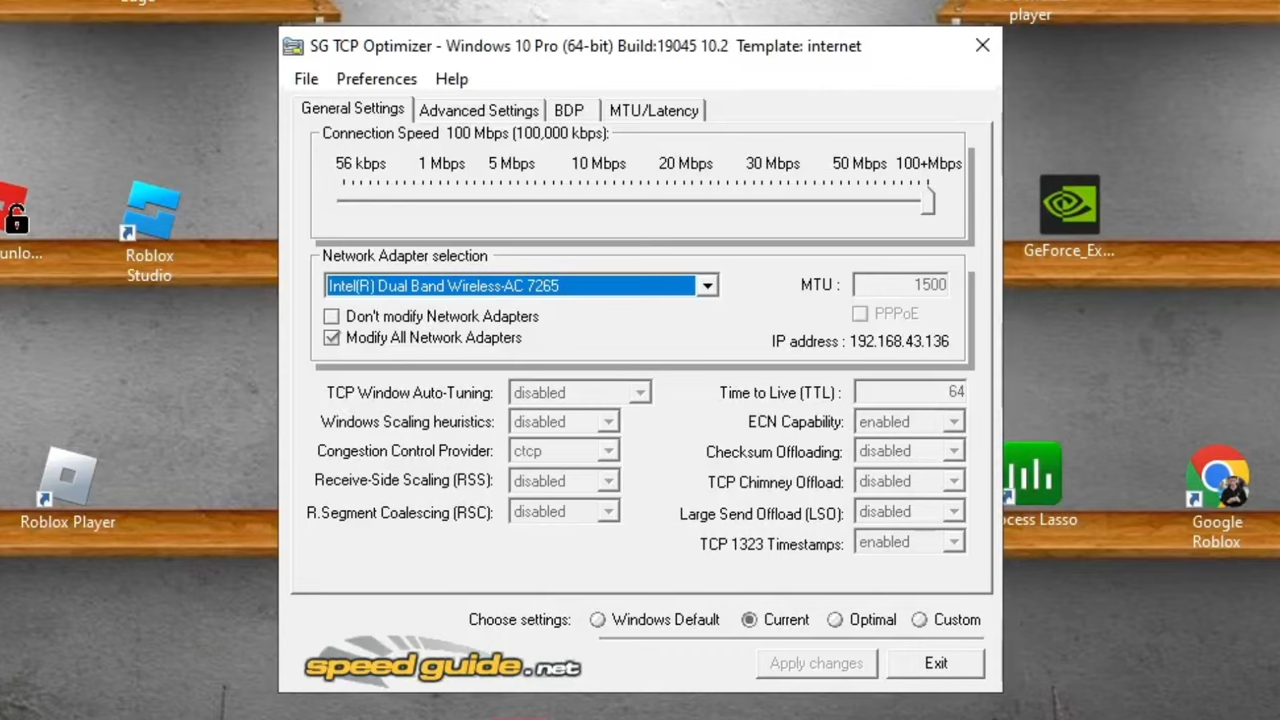 player
SG TCP Optimizer - Windows 10 Pro (64-bit) Build:19045 10.2 Template: internet
File Preferences Help
General Settings Advanced Settings BDP MTU/Latency
Connection Speed 100 Mbps (100,000 kbps):
56 kbps 1 Mbps 5 Mbps 10 Mbps 20 Mbps 30 Mbps 50 Mbps 100+Mbps
Network Adapter selection
Intel(R) Dual Band Wireless-AC 7265
MTU : 1500
Don't modify Network Adapters
PPPoE
Modify All Network Adapters
IP address : 192.168.43.136
TCP Window Auto-Tuning: disabled
Time to Live (TTL) : 64
Windows Scaling heuristics: disabled
ECN Capability: enabled
Congestion Control Provider: ctcp
Checksum Offloading: disabled
Receive-Side Scaling (RSS): disabled
TCP Chimney Offload: disabled
R.Segment Coalescing (RSC): disabled
Large Send Offload (LSO): disabled
TCP 1323 Timestamps: enabled
Choose settings: Windows Default Current Optimal Custom
speedguide.net
Apply changes Exit
unlo...
Roblox
Studio
Roblox Player
GeForce_Ex...
cess Lasso
Google
Roblox